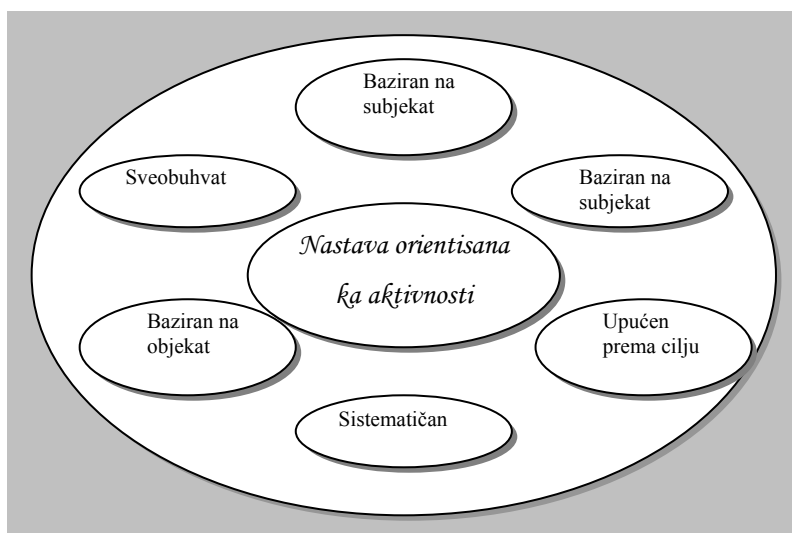 Baziran na
subjekat
Sveobuhvat
Baziran na
subjekat
Nastava orientisana
ka aktivnosti
Baziran na
objekat
Upućen
prema cilju
Sistematičan